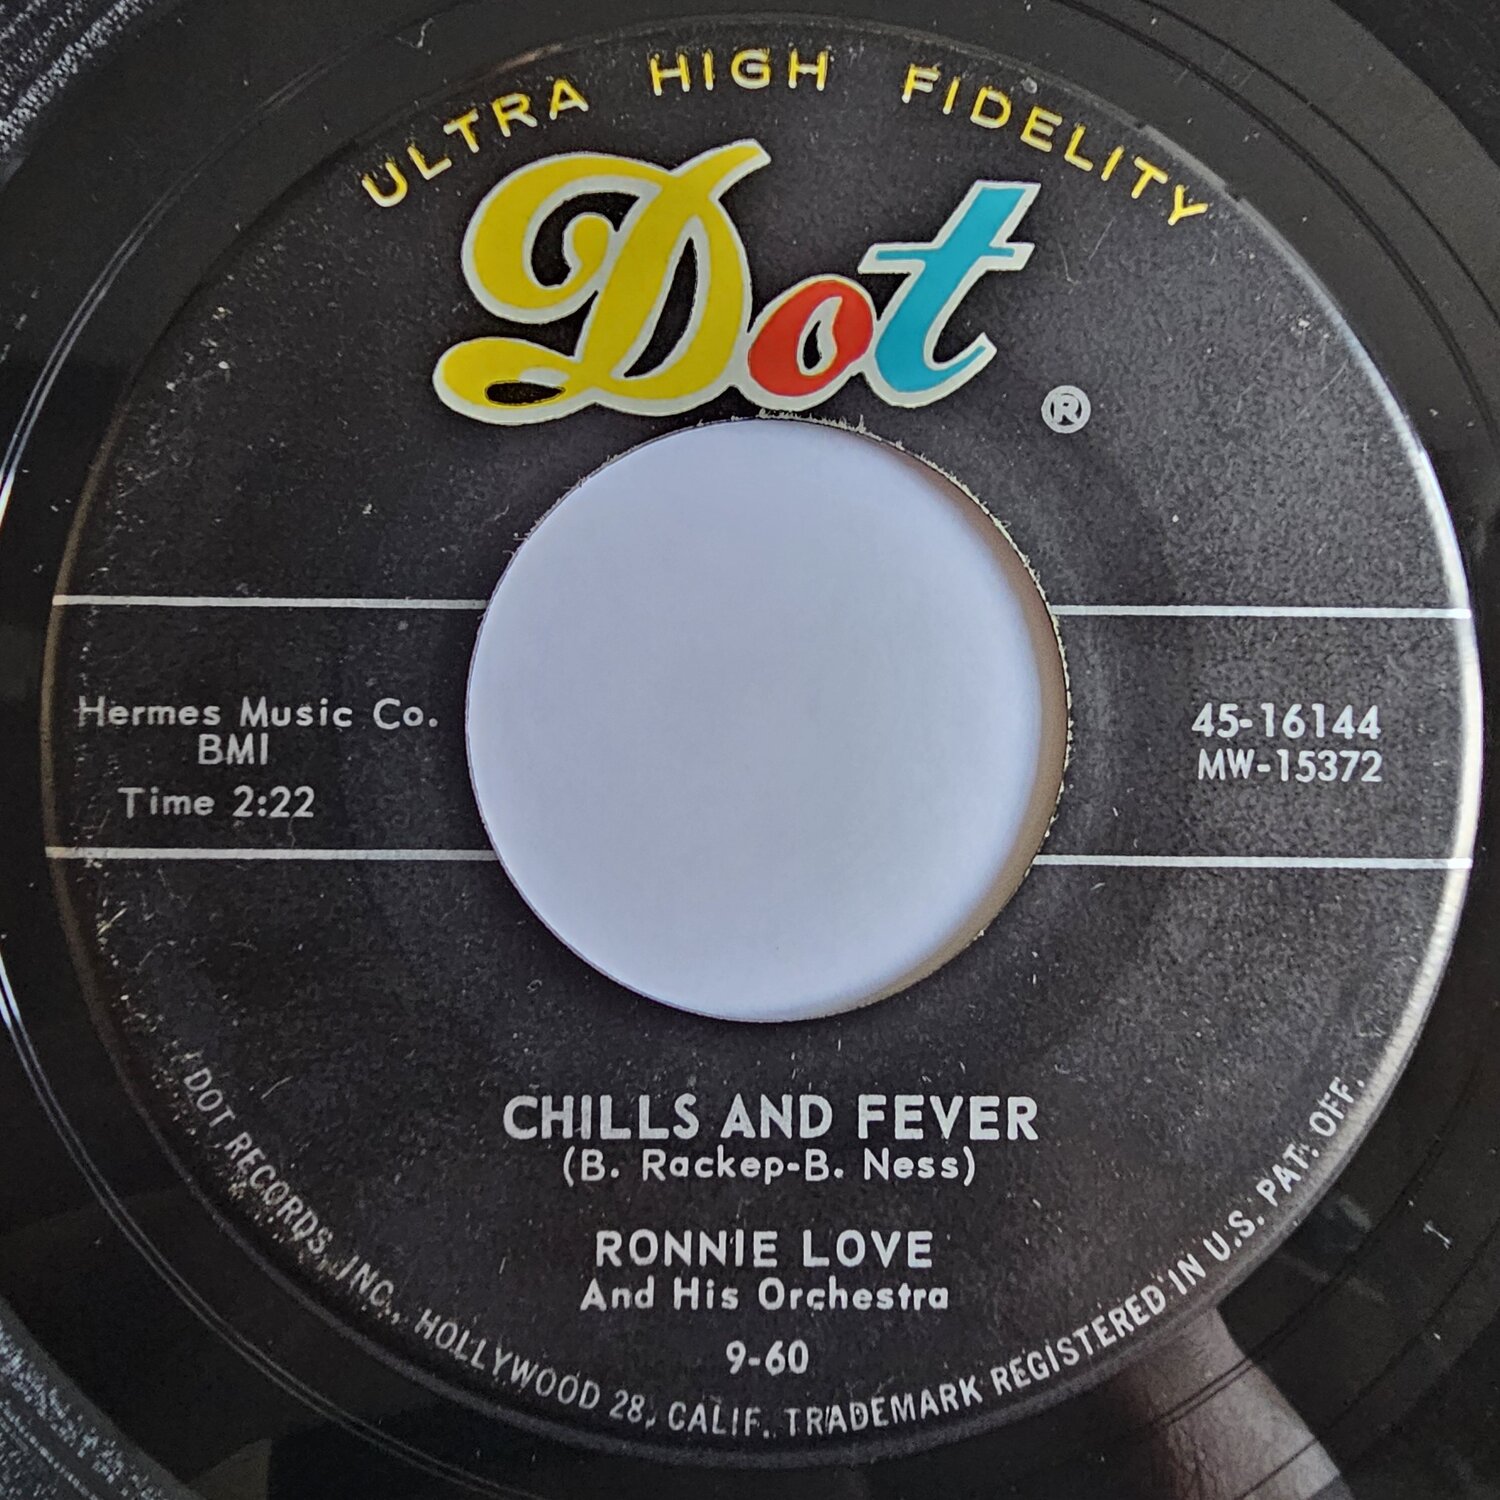 ULTRA HIGH FIDELITY
Dot
®
Hermes Music Co.
BMI
Time 2:22
45-16144
MW-15372
CHILLS AND FEVER
(B. Rackep-B. Ness)
RONNIE LOVE
And His Orchestra
9-60
DOT RECORDS, INC., HOLLYWOOD 28, CALIF. TRADEMARK REGISTERED IN U.S. PAT. OFF.